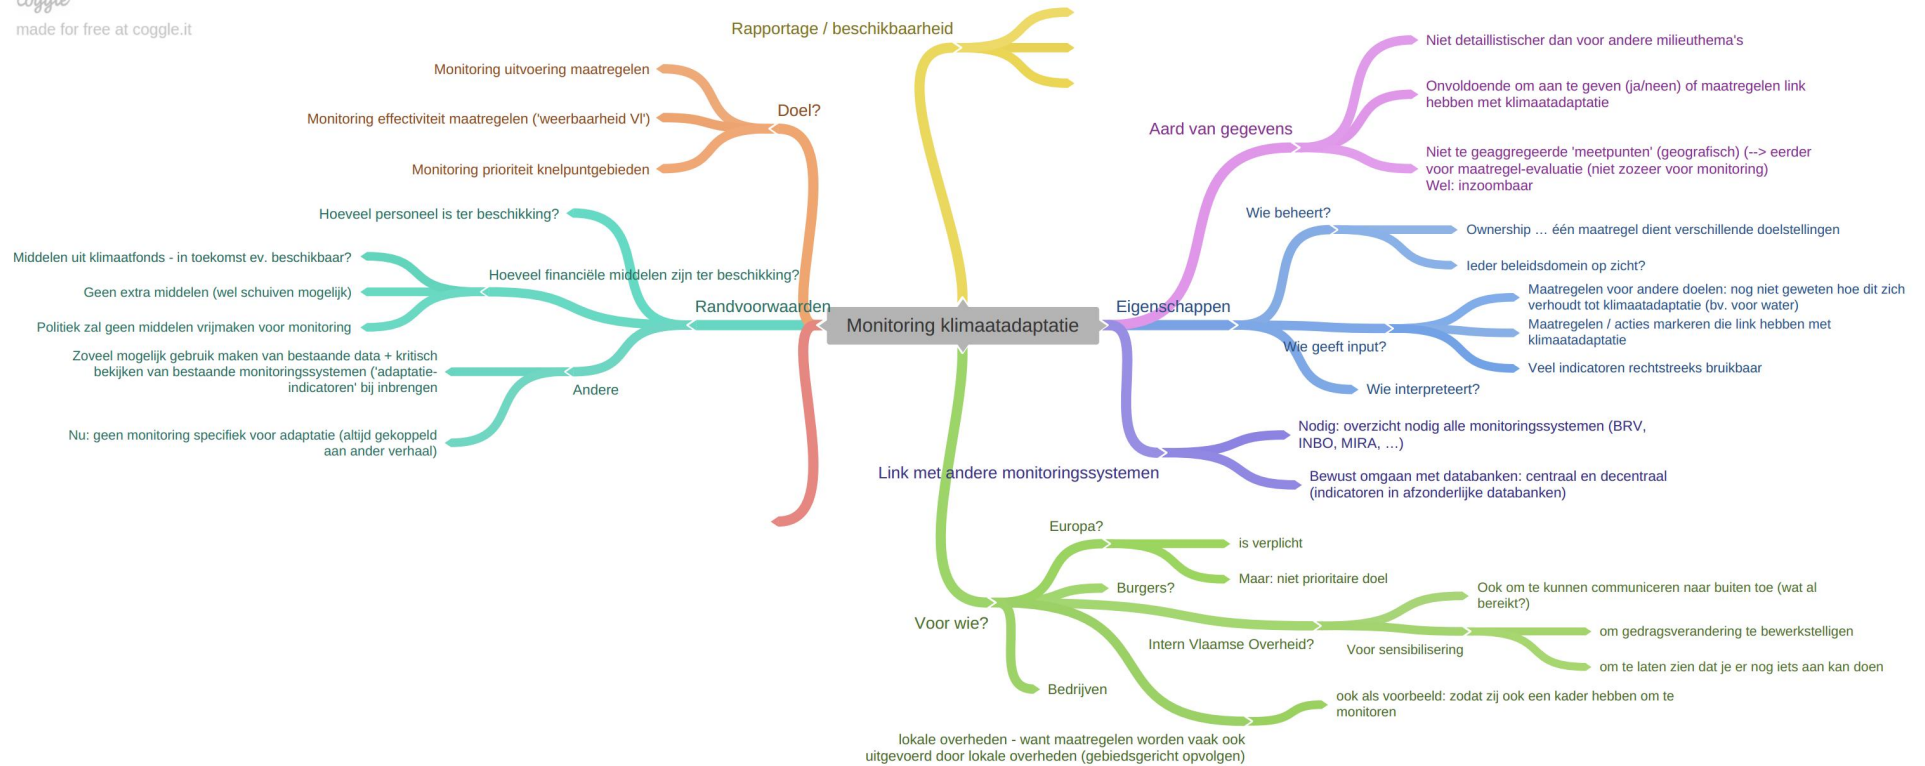 coggle
made for free at coggle.it
Rapportage / beschikbaarheid
Monitoring uitvoering maatregelen
Doel?
Monitoring effectiviteit maatregelen ('weerbaarheid Vl')
Monitoring prioriteit knelpuntgebieden
Hoeveel personeel is ter beschikking?
Middelen uit klimaatfonds - in toekomst ev. beschikbaar?
Hoeveel financiële middelen zijn ter beschikking?
Geen extra middelen (wel schuiven mogelijk)
Randvoorwaarden
Politiek zal geen middelen vrijmaken voor monitoring
Zoveel mogelijk gebruik maken van bestaande data + kritisch
bekijken van bestaande monitoringssystemen ('adaptatie-
indicatoren' bij inbrengen
Andere
Nu: geen monitoring specifiek voor adaptatie (altijd gekoppeld
aan ander verhaal)
Monitoring klimaatadaptatie
Niet detaillistischer dan voor andere milieuthema's
Onvoldoende om aan te geven (ja/neen) of maatregelen link
hebben met klimaatadaptatie
Aard van gegevens
Niet te geaggregeerde 'meetpunten' (geografisch) (--> eerder
voor maatregel-evaluatie (niet zozeer voor monitoring)
Wel: inzoombaar
Wie beheert?
Ownership … één maatregel dient verschillende doelstellingen
Ieder beleidsdomein op zicht?
Eigenschappen
Maatregelen voor andere doelen: nog niet geweten hoe dit zich
verhoudt tot klimaatadaptatie (bv. voor water)
Maatregelen / acties markeren die link hebben met
klimaatadaptatie
Wie geeft input?
Veel indicatoren rechtstreeks bruikbaar
Wie interpreteert?
Nodig: overzicht nodig alle monitoringssystemen (BRV,
INBO, MIRA, …)
Link met andere monitoringssystemen
Bewust omgaan met databanken: centraal en decentraal
(indicatoren in afzonderlijke databanken)
Europa?
is verplicht
Maar: niet prioritaire doel
Burgers?
Voor wie?
Ook om te kunnen communiceren naar buiten toe (wat al
bereikt?)
Intern Vlaamse Overheid?
Voor sensibilisering
om gedragsverandering te bewerkstelligen
om te laten zien dat je er nog iets aan kan doen
Bedrijven
ook als voorbeeld: zodat zij ook een kader hebben om te
monitoren
lokale overheden - want maatregelen worden vaak ook
uitgevoerd door lokale overheden (gebiedsgericht opvolgen)